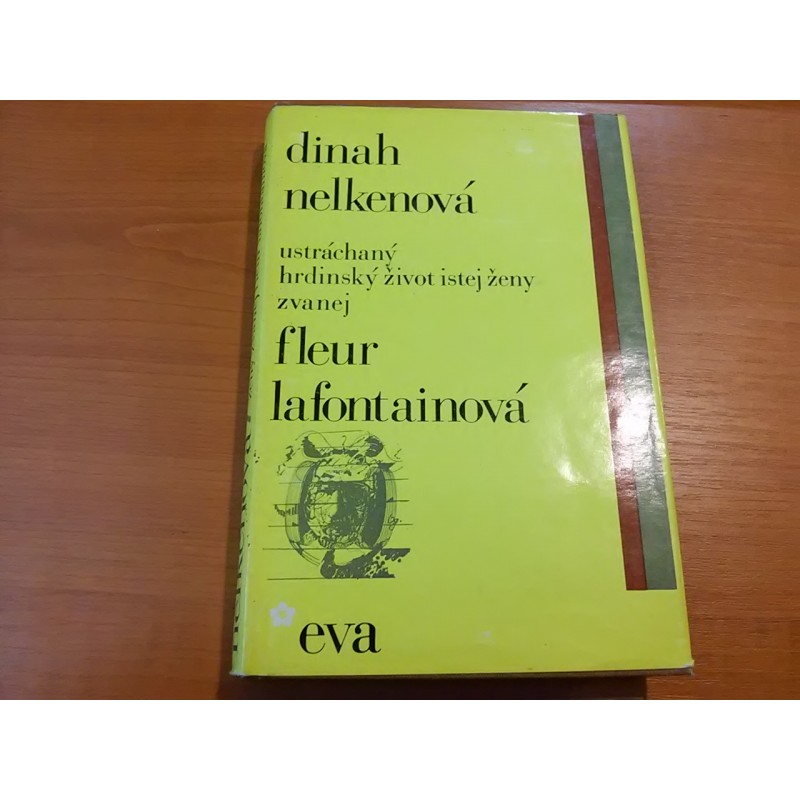 dinah
nelkenová
ustráchaný
hrdinský život istej ženy
zvanej
fleur
lafontainová
eva